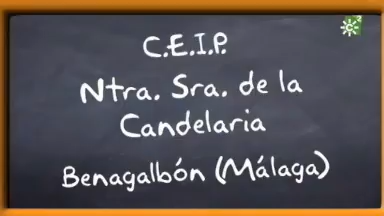 C.E.I.P.
Ntra. Sra. de la
Candelaria
Benagalbón (Málaga)